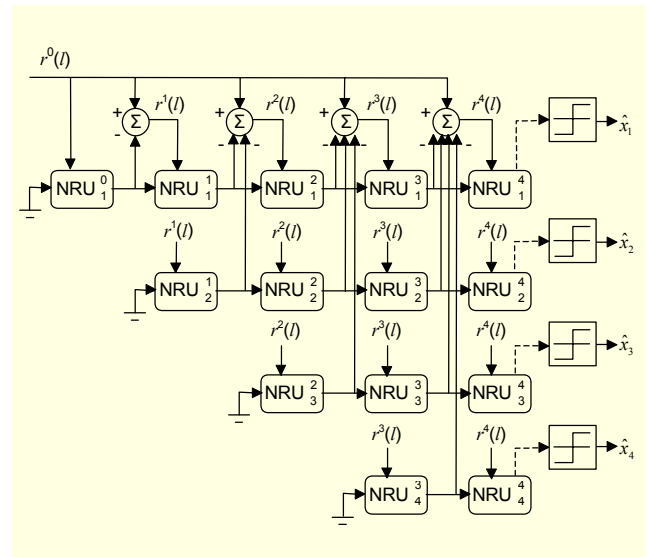 r⁰(l)
r¹(l) r²(l) r³(l) r⁴(l)
+ Σ - + Σ - - + Σ - - + Σ - -
x̂₁
NRU ⁰₁ NRU ¹₁ NRU ²₁ NRU ³₁ NRU ⁴₁
r¹(l) r²(l) r³(l) r⁴(l)
x̂₂
NRU ¹₂ NRU ²₂ NRU ³₂ NRU ⁴₂
r²(l) r³(l) r⁴(l)
x̂₃
NRU ²₃ NRU ³₃ NRU ⁴₃
r³(l) r⁴(l)
x̂₄
NRU ³₄ NRU ⁴₄